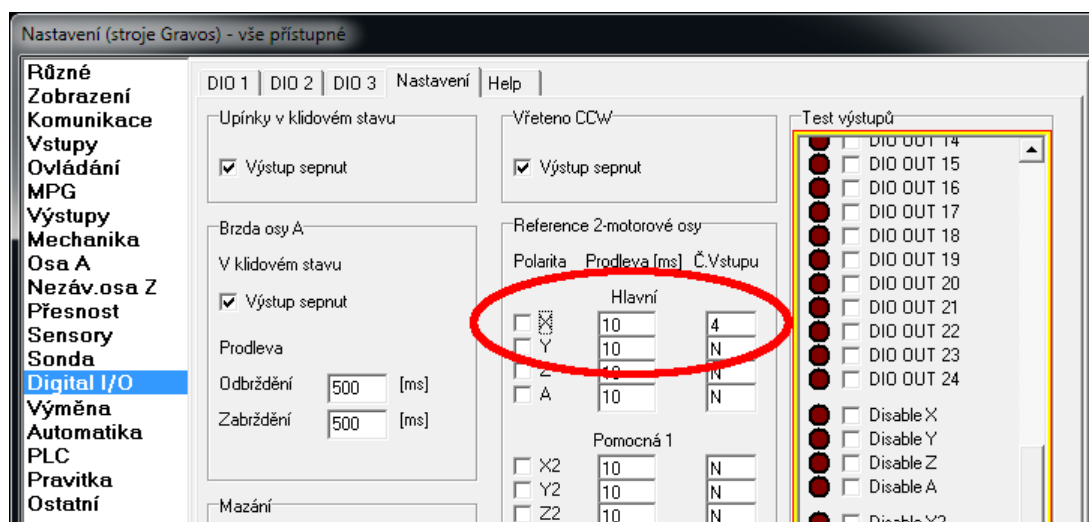 Nastavení (stroje Gravos) - vše přístupné
Různé
Zobrazení
Komunikace
Vstupy
Ovládání
MPG
Výstupy
Mechanika
Osa A
Nezáv.osa Z
Přesnost
Sensory
Sonda
Digital I/O
Výměna
Automatika
PLC
Pravitka
Ostatní
DIO 1 DIO 2 DIO 3 Nastavení Help
Upínky v klidovém stavu
Výstup sepnut
Brzda osy A
V klidovém stavu
Výstup sepnut
Prodleva
Odbrždění 500 [ms]
Zabrždění 500 [ms]
Mazání
Vřeteno CCW
Výstup sepnut
Reference 2-motorové osy
Polarita Prodleva [ms] Č.Vstupu
Hlavní
X 10 4
Y 10 N
Z 10 N
A 10 N
Pomocná 1
X2 10 N
Y2 10 N
Z2 10 N
Test výstupů
DIO OUT 14
DIO OUT 15
DIO OUT 16
DIO OUT 17
DIO OUT 18
DIO OUT 19
DIO OUT 20
DIO OUT 21
DIO OUT 22
DIO OUT 23
DIO OUT 24
Disable X
Disable Y
Disable Z
Disable A
Disable X2